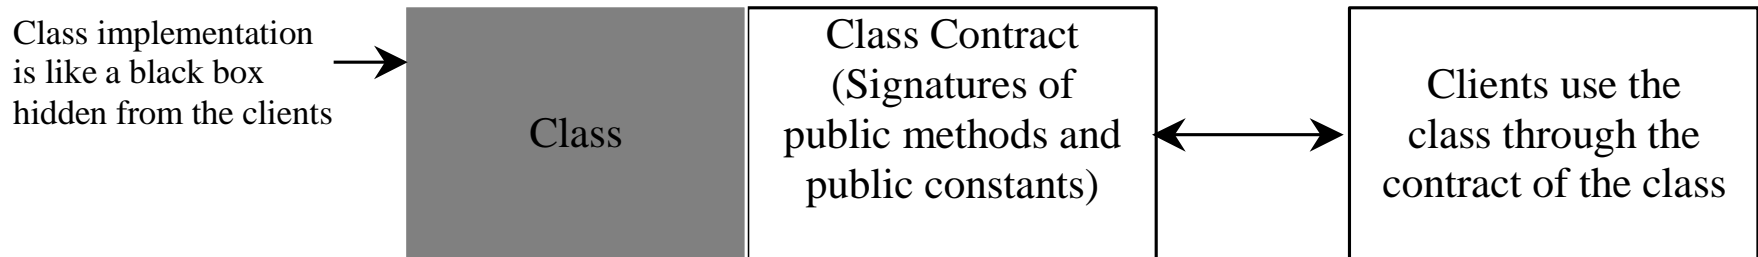 Class implementation
is like a black box
hidden from the clients
Class
Class Contract
(Signatures of
public methods and
public constants)
Clients use the
class through the
contract of the class